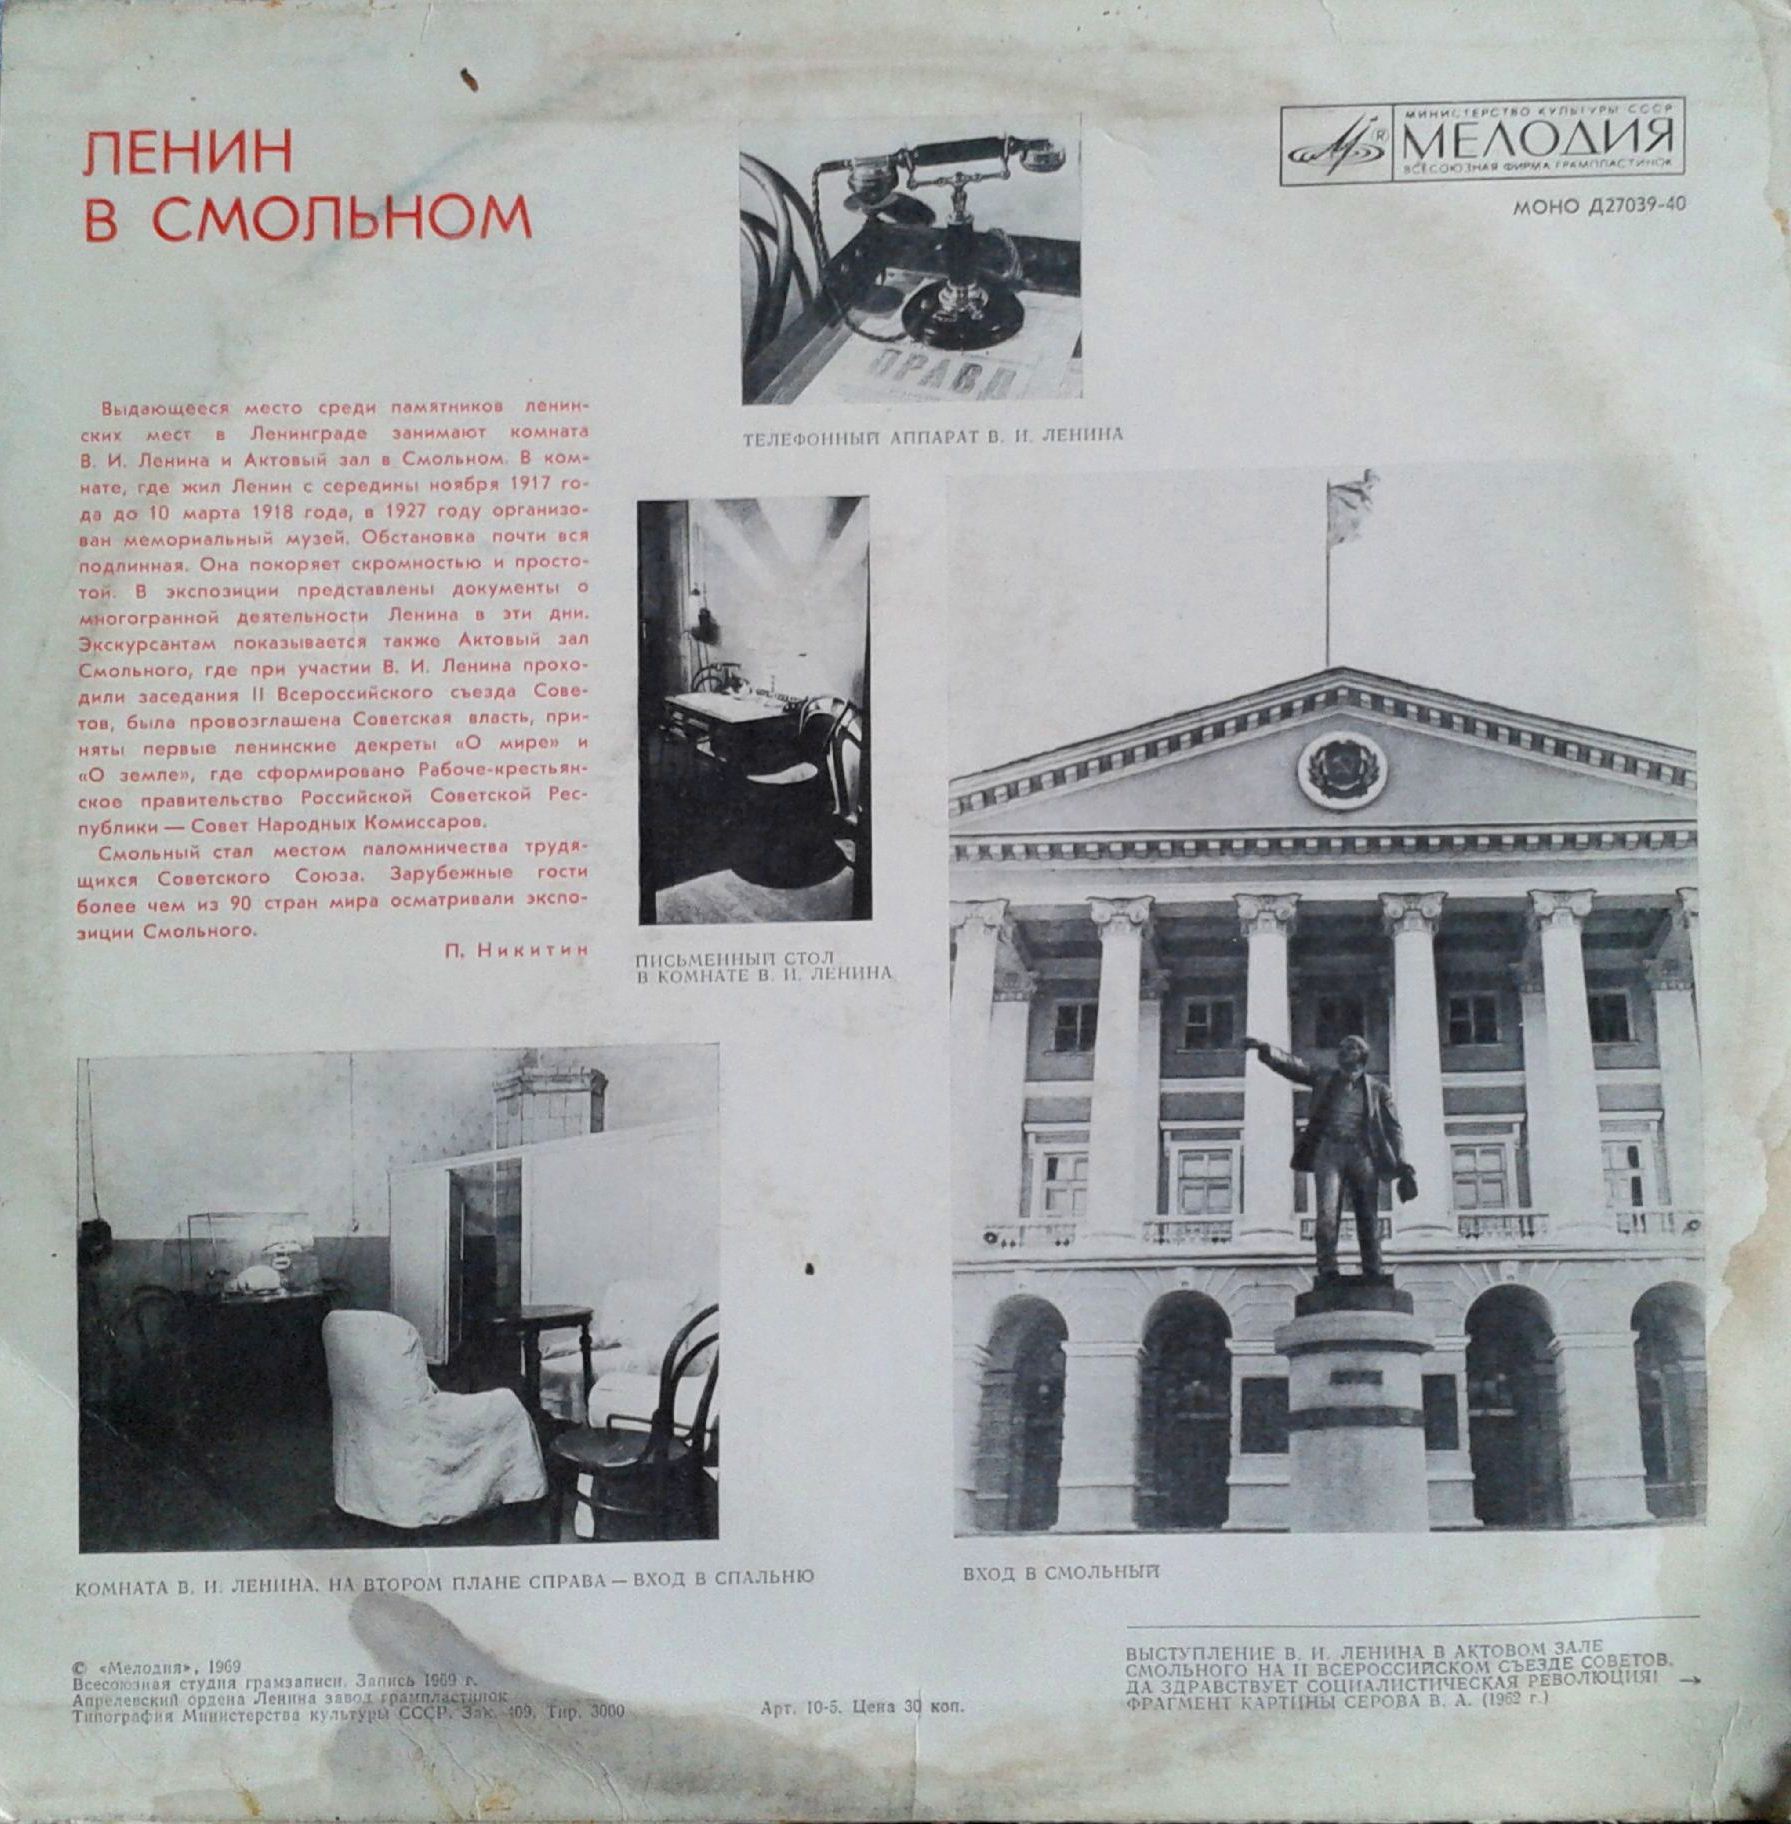 ЛЕНИН
В СМОЛЬНОМ
МИНИСТЕРСТВО КУЛЬТУРЫ СССР
МЕЛОДИЯ
ВСЕСОЮЗНАЯ ФИРМА ГРАМПЛАСТИНОК
МОНО Д27039-40
ПРАВД
ТЕЛЕФОННЫЙ АППАРАТ В. И. ЛЕНИНА
Выдающееся место среди памятников ленин-
ских мест в Ленинграде занимают комната
В. И. Ленина и Актовый зал в Смольном. В ком-
нате, где жил Ленин с середины ноября 1917 го-
да до 10 марта 1918 года, в 1927 году организо-
ван мемориальный музей. Обстановка почти вся
подлинная. Она покоряет скромностью и просто-
той. В экспозиции представлены документы о
многогранной деятельности Ленина в эти дни.
Экскурсантам показывается также Актовый зал
Смольного, где при участии В. И. Ленина прохо-
дили заседания II Всероссийского съезда Сове-
тов, была провозглашена Советская власть, при-
няты первые ленинские декреты «О мире» и
«О земле», где сформировано Рабоче-крестьян-
ское правительство Российской Советской Рес-
публики — Совет Народных Комиссаров.
Смольный стал местом паломничества трудя-
щихся Советского Союза. Зарубежные гости
более чем из 90 стран мира осматривали экспо-
зиции Смольного.
П. Никитин
ПИСЬМЕННЫЙ СТОЛ
В КОМНАТЕ В. И. ЛЕНИНА
КОМНАТА В. И. ЛЕНИНА. НА ВТОРОМ ПЛАНЕ СПРАВА — ВХОД В СПАЛЬНЮ
ВХОД В СМОЛЬНЫЙ
© «Мелодия», 1969
Всесоюзная студия грамзаписи. Запись 1969 г.
Апрелевский ордена Ленина завод грампластинок
Типография Министерства культуры СССР. Зак. 409. Тир. 3000
Арт. 10-5. Цена 30 коп.
ВЫСТУПЛЕНИЕ В. И. ЛЕНИНА В АКТОВОМ ЗАЛЕ
СМОЛЬНОГО НА II ВСЕРОССИЙСКОМ СЪЕЗДЕ СОВЕТОВ.
ДА ЗДРАВСТВУЕТ СОЦИАЛИСТИЧЕСКАЯ РЕВОЛЮЦИЯ! →
ФРАГМЕНТ КАРТИНЫ СЕРОВА В. А. (1962 г.)